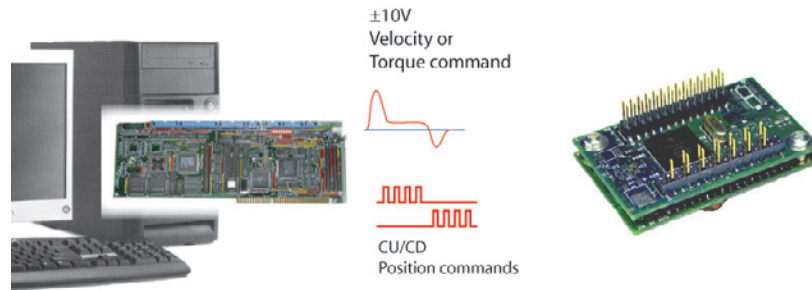 ±10V
Velocity or
Torque command
CU/CD
Position commands